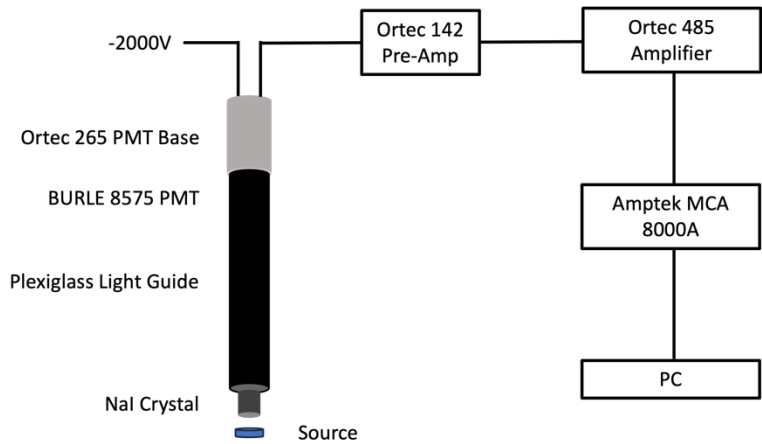 -2000V
Ortec 142
Pre-Amp
Ortec 485
Amplifier
Ortec 265 PMT Base
BURLE 8575 PMT
Amptek MCA
8000A
Plexiglass Light Guide
PC
NaI Crystal
Source